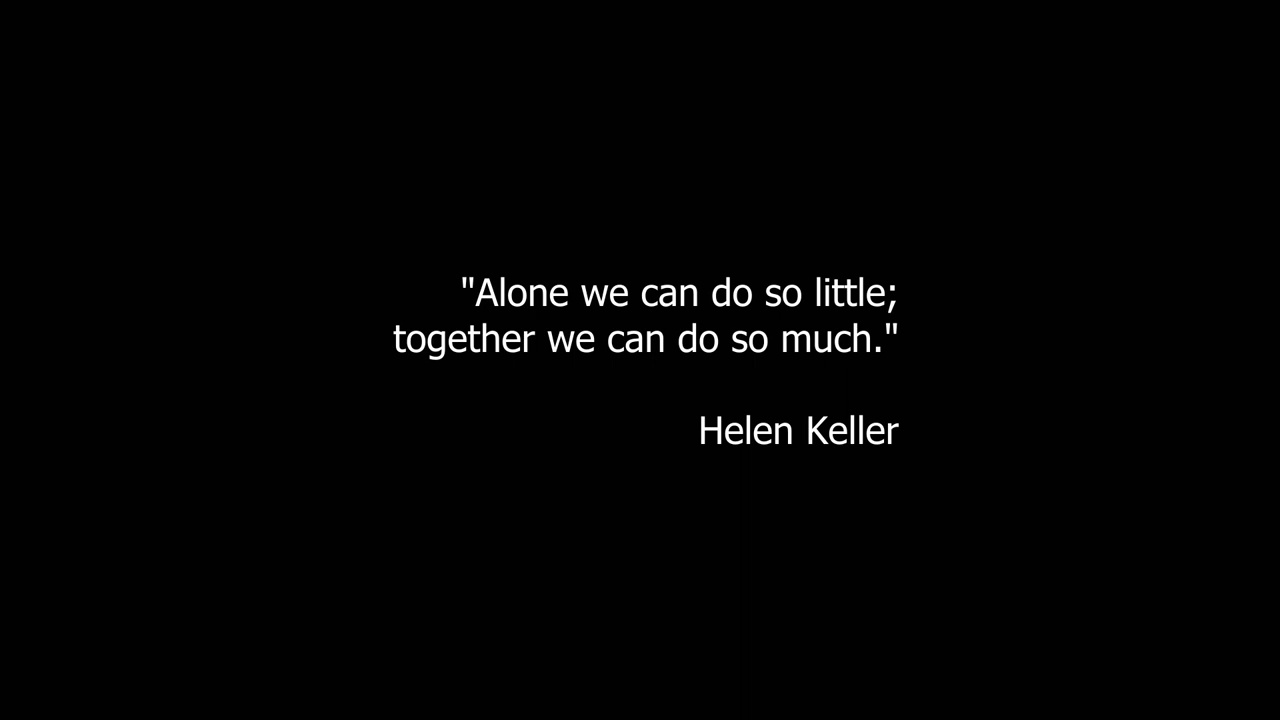 "Alone we can do so little;
together we can do so much."
Helen Keller